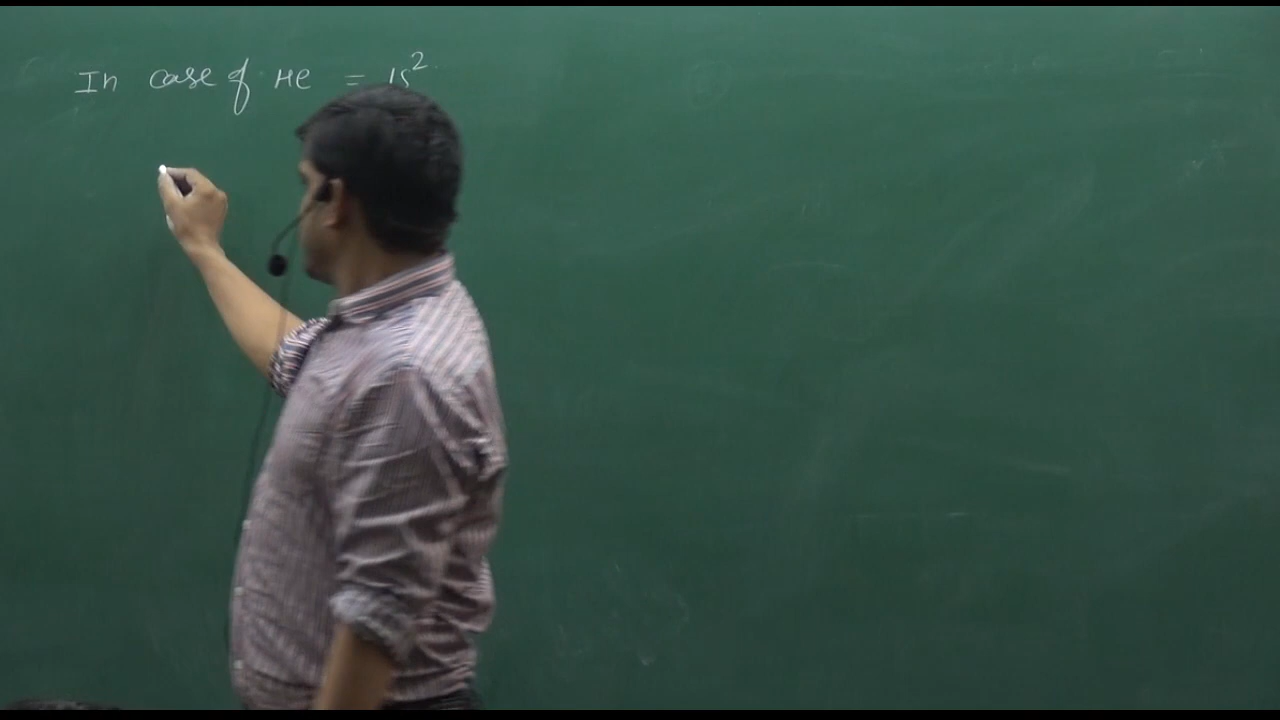 In case of He = 1s²